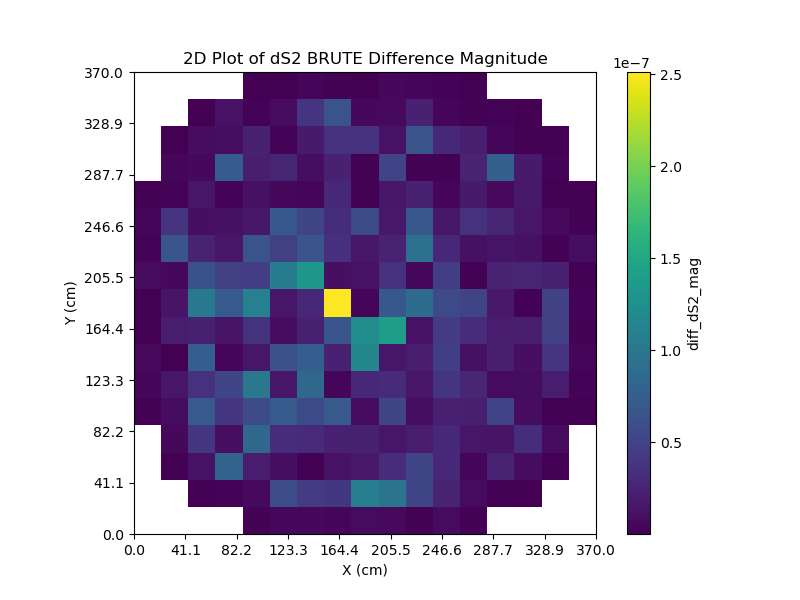 2D Plot of dS2 BRUTE Difference Magnitude
1e−7
370.0
328.9
287.7
246.6
205.5
164.4
123.3
82.2
41.1
0.0
Y (cm)
0.0 41.1 82.2 123.3 164.4 205.5 246.6 287.7 328.9 370.0
X (cm)
2.5
2.0
1.5
1.0
0.5
diff_dS2_mag